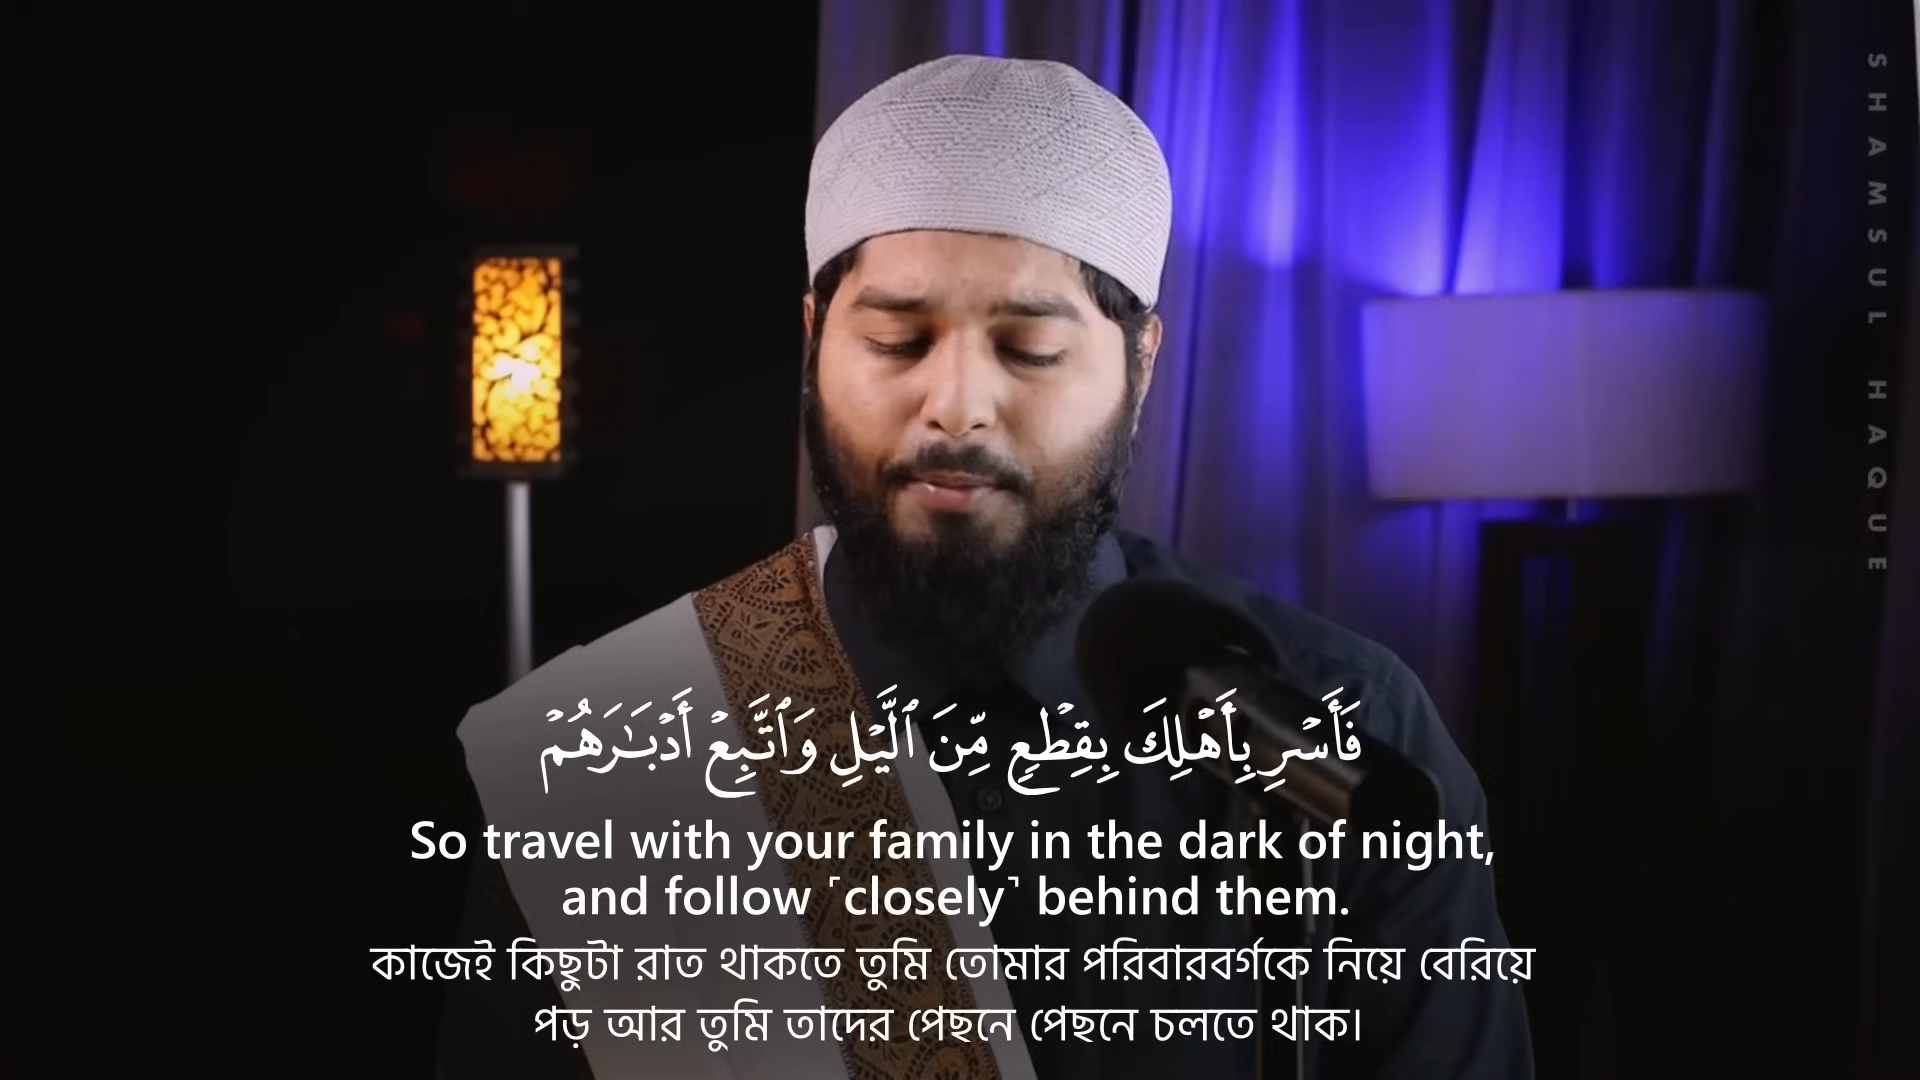 SHAMSUL HAQUE
فَأَسْرِ بِأَهْلِكَ بِقِطْعٍ مِّنَ ٱلَّيْلِ وَٱتَّبِعْ أَدْبَـٰرَهُمْ
So travel with your family in the dark of night,
and follow ˹closely˺ behind them.
কাজেই কিছুটা রাত থাকতে তুমি তোমার পরিবারবর্গকে নিয়ে বেরিয়ে
পড় আর তুমি তাদের পেছনে পেছনে চলতে থাক।